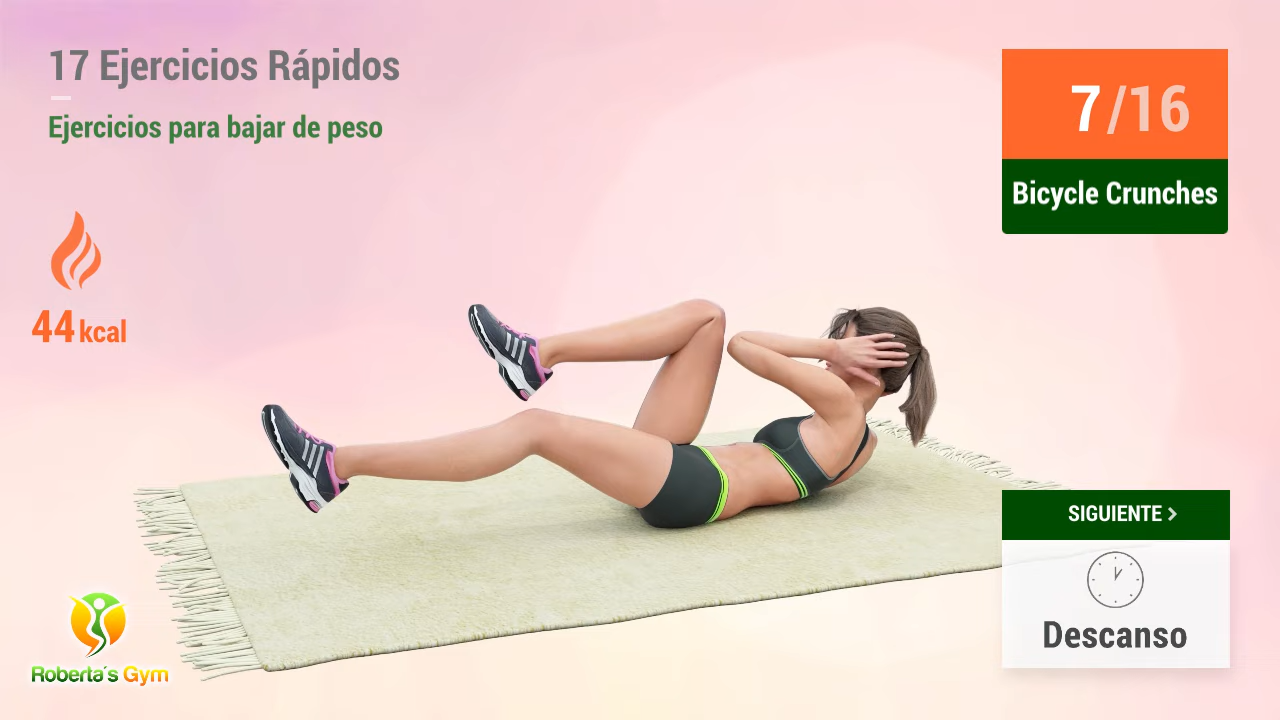 17 Ejercicios Rápidos
Ejercicios para bajar de peso
7/16
Bicycle Crunches
44 kcal
SIGUIENTE >
Descanso
Roberta´s Gym